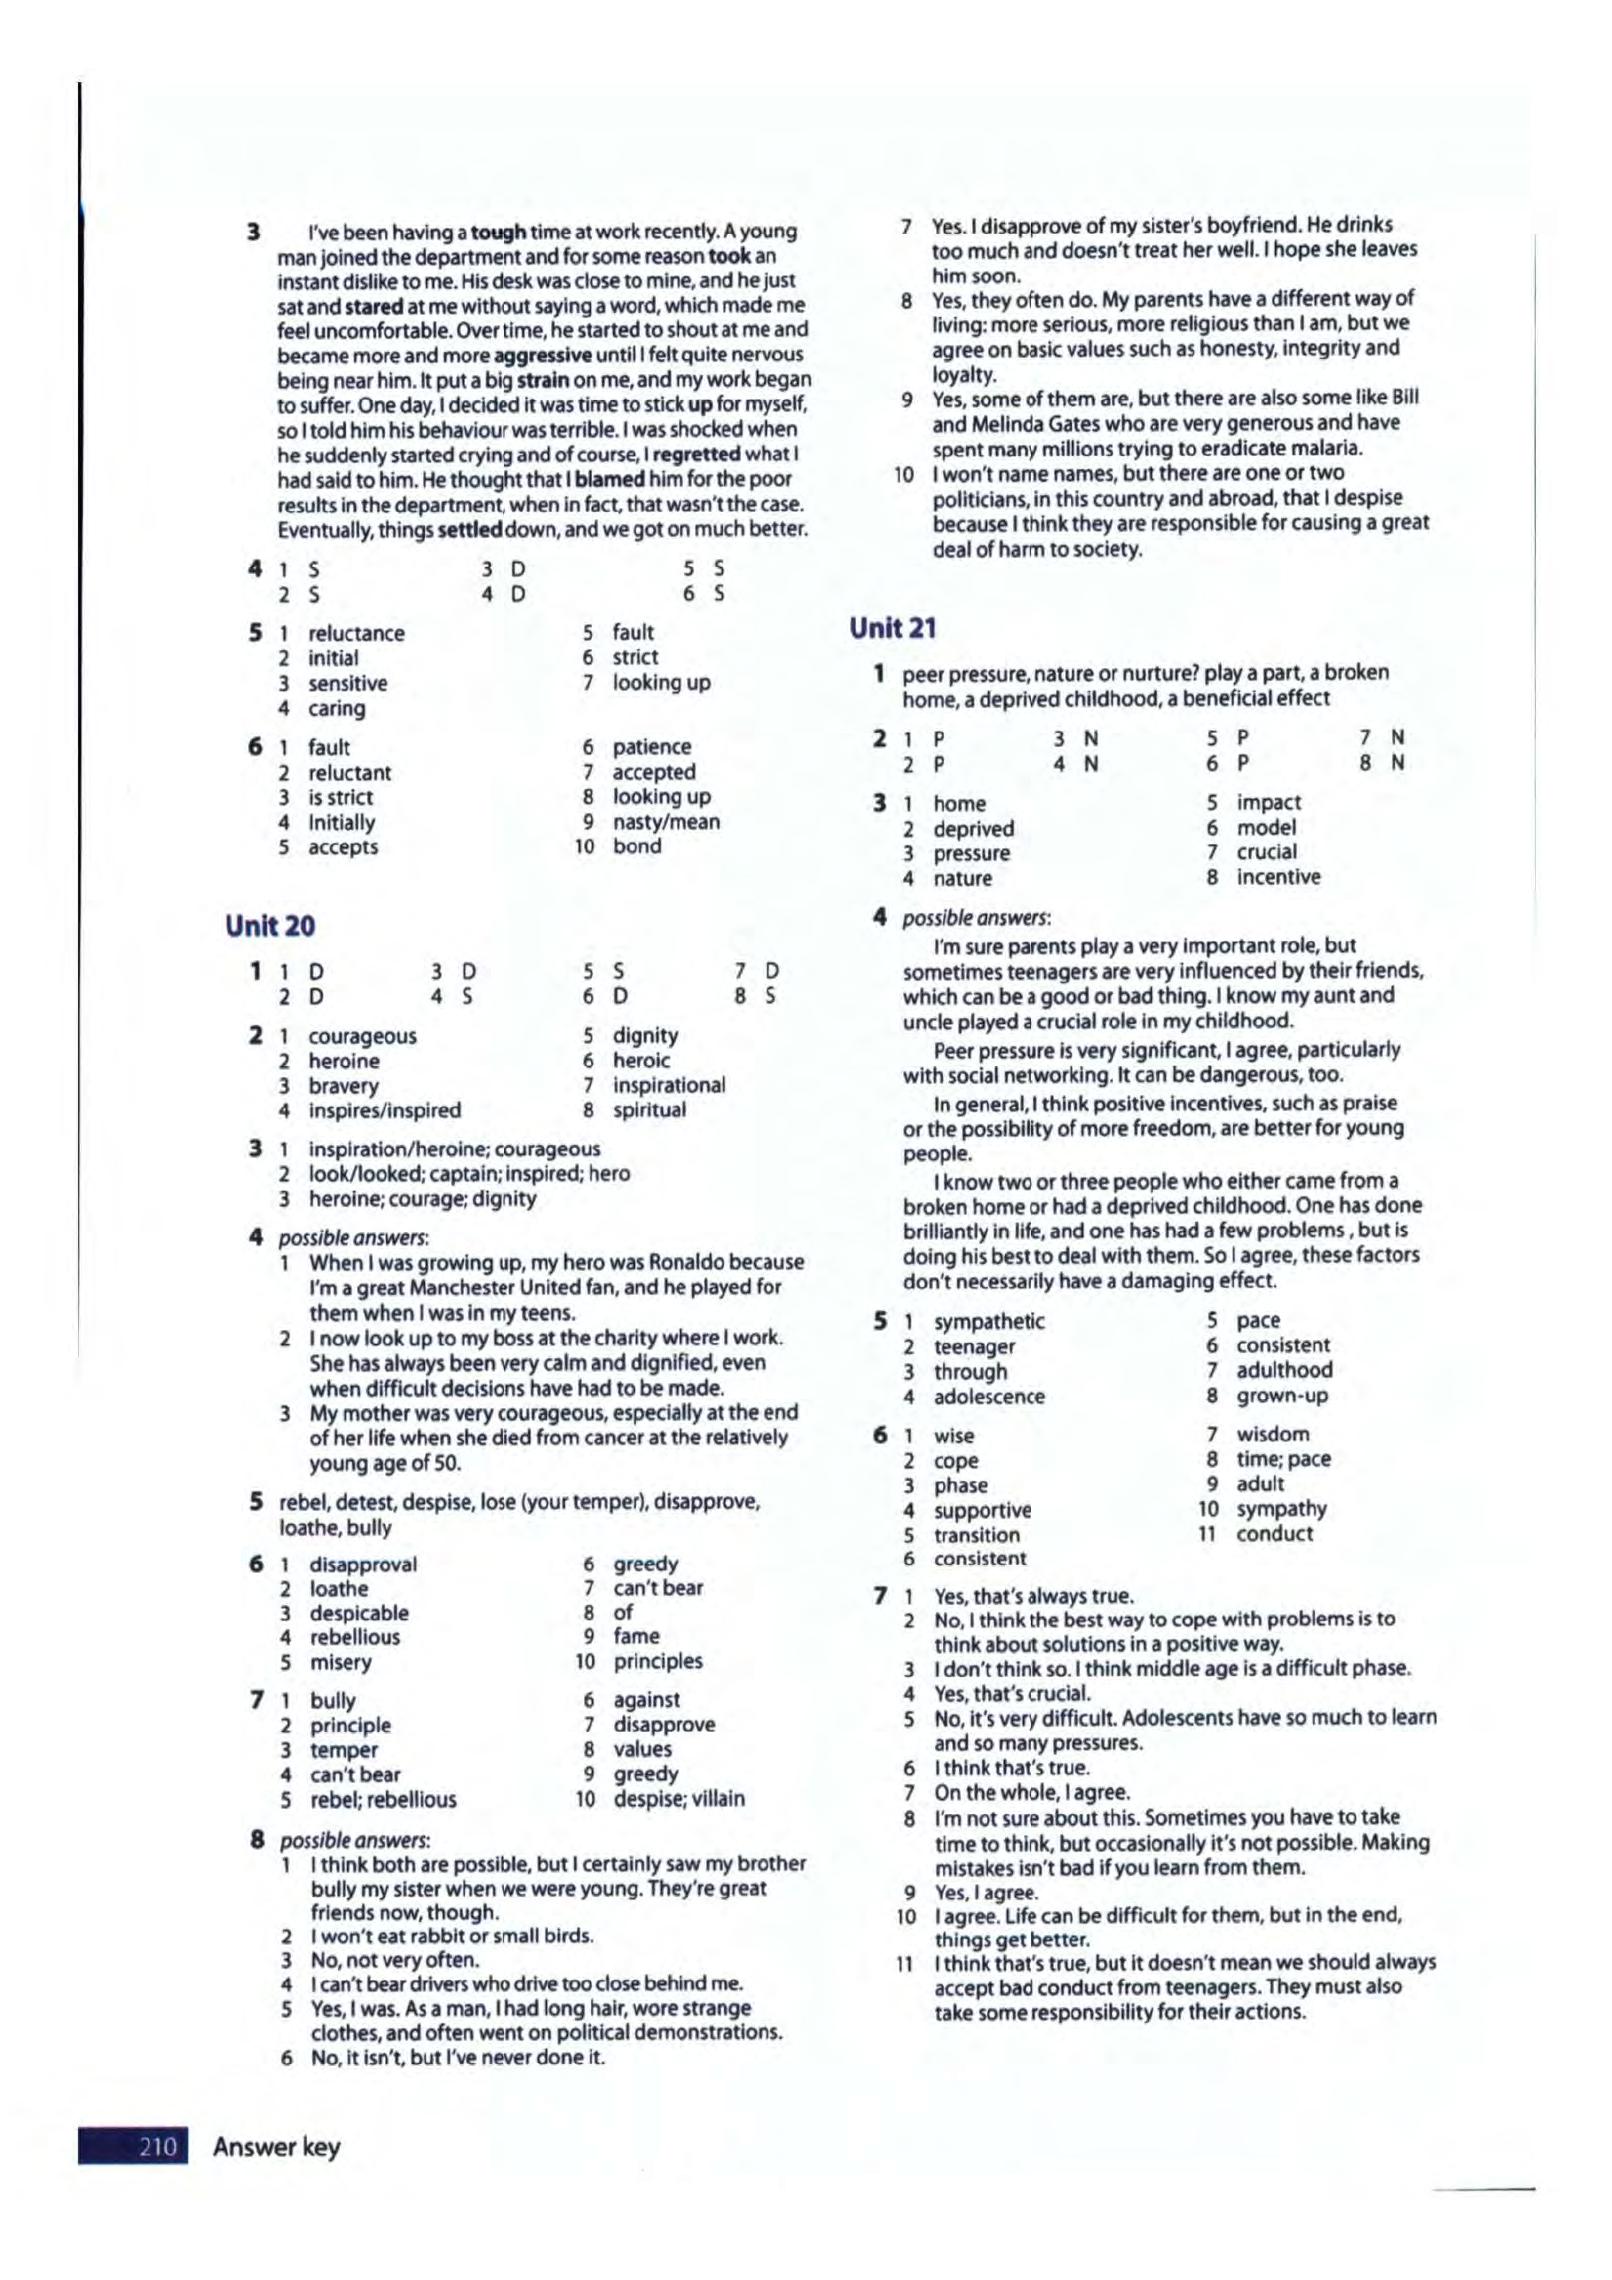 3 I've been having a tough time at work recently. A young
man joined the department and for some reason took an
instant dislike to me. His desk was close to mine, and he just
sat and stared at me without saying a word, which made me
feel uncomfortable. Over time, he started to shout at me and
became more and more aggressive until I felt quite nervous
being near him. It put a big strain on me, and my work began
to suffer. One day, I decided it was time to stick up for myself,
so I told him his behaviour was terrible. I was shocked when
he suddenly started crying and of course, I regretted what I
had said to him. He thought that I blamed him for the poor
results in the department, when in fact, that wasn't the case.
Eventually, things settled down, and we got on much better.
4 1 S 3 D 5 S
2 S 4 D 6 S
5 1 reluctance 5 fault
2 initial 6 strict
3 sensitive 7 looking up
4 caring
6 1 fault 6 patience
2 reluctant 7 accepted
3 is strict 8 looking up
4 Initially 9 nasty/mean
5 accepts 10 bond
Unit 20
1 1 D 3 D 5 S 7 D
2 D 4 S 6 D 8 S
2 1 courageous 5 dignity
2 heroine 6 heroic
3 bravery 7 inspirational
4 inspires/inspired 8 spiritual
3 1 inspiration/heroine; courageous
2 look/looked; captain; inspired; hero
3 heroine; courage; dignity
4 possible answers:
1 When I was growing up, my hero was Ronaldo because
I'm a great Manchester United fan, and he played for
them when I was in my teens.
2 I now look up to my boss at the charity where I work.
She has always been very calm and dignified, even
when difficult decisions have had to be made.
3 My mother was very courageous, especially at the end
of her life when she died from cancer at the relatively
young age of 50.
5 rebel, detest, despise, lose (your temper), disapprove,
loathe, bully
6 1 disapproval 6 greedy
2 loathe 7 can't bear
3 despicable 8 of
4 rebellious 9 fame
5 misery 10 principles
7 1 bully 6 against
2 principle 7 disapprove
3 temper 8 values
4 can't bear 9 greedy
5 rebel; rebellious 10 despise; villain
8 possible answers:
1 I think both are possible, but I certainly saw my brother
bully my sister when we were young. They're great
friends now, though.
2 I won't eat rabbit or small birds.
3 No, not very often.
4 I can't bear drivers who drive too close behind me.
5 Yes, I was. As a man, I had long hair, wore strange
clothes, and often went on political demonstrations.
6 No, it isn't, but I've never done it.
7 Yes. I disapprove of my sister's boyfriend. He drinks
too much and doesn't treat her well. I hope she leaves
him soon.
8 Yes, they often do. My parents have a different way of
living: more serious, more religious than I am, but we
agree on basic values such as honesty, integrity and
loyalty.
9 Yes, some of them are, but there are also some like Bill
and Melinda Gates who are very generous and have
spent many millions trying to eradicate malaria.
10 I won't name names, but there are one or two
politicians, in this country and abroad, that I despise
because I think they are responsible for causing a great
deal of harm to society.
Unit 21
1 peer pressure, nature or nurture? play a part, a broken
home, a deprived childhood, a beneficial effect
2 1 P 3 N 5 P 7 N
2 P 4 N 6 P 8 N
3 1 home 5 impact
2 deprived 6 model
3 pressure 7 crucial
4 nature 8 incentive
4 possible answers:
I'm sure parents play a very important role, but
sometimes teenagers are very influenced by their friends,
which can be a good or bad thing. I know my aunt and
uncle played a crucial role in my childhood.
Peer pressure is very significant, I agree, particularly
with social networking. It can be dangerous, too.
In general, I think positive incentives, such as praise
or the possibility of more freedom, are better for young
people.
I know two or three people who either came from a
broken home or had a deprived childhood. One has done
brilliantly in life, and one has had a few problems , but is
doing his best to deal with them. So I agree, these factors
don't necessarily have a damaging effect.
5 1 sympathetic 5 pace
2 teenager 6 consistent
3 through 7 adulthood
4 adolescence 8 grown-up
6 1 wise 7 wisdom
2 cope 8 time; pace
3 phase 9 adult
4 supportive 10 sympathy
5 transition 11 conduct
6 consistent
7 1 Yes, that's always true.
2 No, I think the best way to cope with problems is to
think about solutions in a positive way.
3 I don't think so. I think middle age is a difficult phase.
4 Yes, that's crucial.
5 No, it's very difficult. Adolescents have so much to learn
and so many pressures.
6 I think that's true.
7 On the whole, I agree.
8 I'm not sure about this. Sometimes you have to take
time to think, but occasionally it's not possible. Making
mistakes isn't bad if you learn from them.
9 Yes, I agree.
10 I agree. Life can be difficult for them, but in the end,
things get better.
11 I think that's true, but it doesn't mean we should always
accept bad conduct from teenagers. They must also
take some responsibility for their actions.
210 Answer key